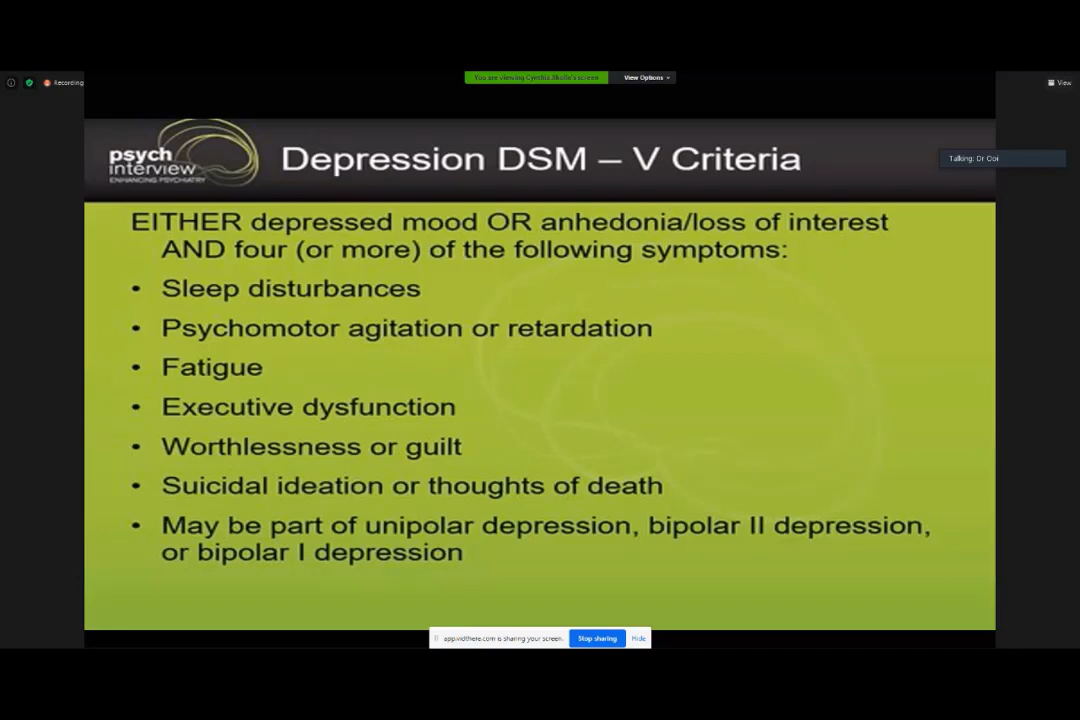 Recording
You are viewing Cynthia Skolle's screen
View Options
View
psych
interview
ENHANCING PSYCHIATRY
Depression DSM – V Criteria
Talking: Dr Ooi
EITHER depressed mood OR anhedonia/loss of interest
AND four (or more) of the following symptoms:
• Sleep disturbances
• Psychomotor agitation or retardation
• Fatigue
• Executive dysfunction
• Worthlessness or guilt
• Suicidal ideation or thoughts of death
• May be part of unipolar depression, bipolar II depression,
or bipolar I depression
app.vidthere.com is sharing your screen.
Stop sharing
Hide